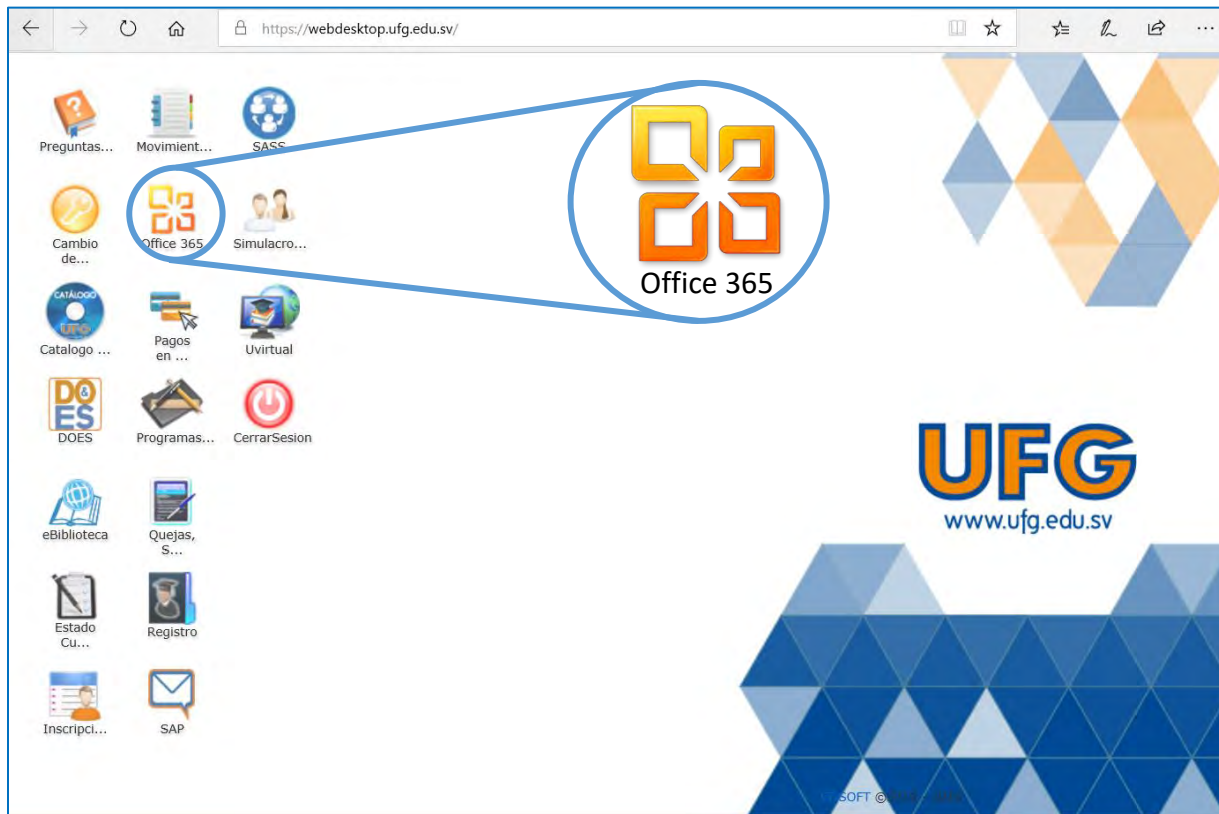 https://webdesktop.ufg.edu.sv/
Preguntas...
Movimient...
SASS
Cambio
de...
Office 365
Simulacro...
Office 365
CATÁLOGO
UFG
Catalogo ...
Pagos
en ...
Uvirtual
DO&
ES
DOES
Programas...
CerrarSesion
UFG
www.ufg.edu.sv
eBiblioteca
Quejas,
S...
Estado
Cu...
Registro
Inscripci...
SAP
SOFT ©